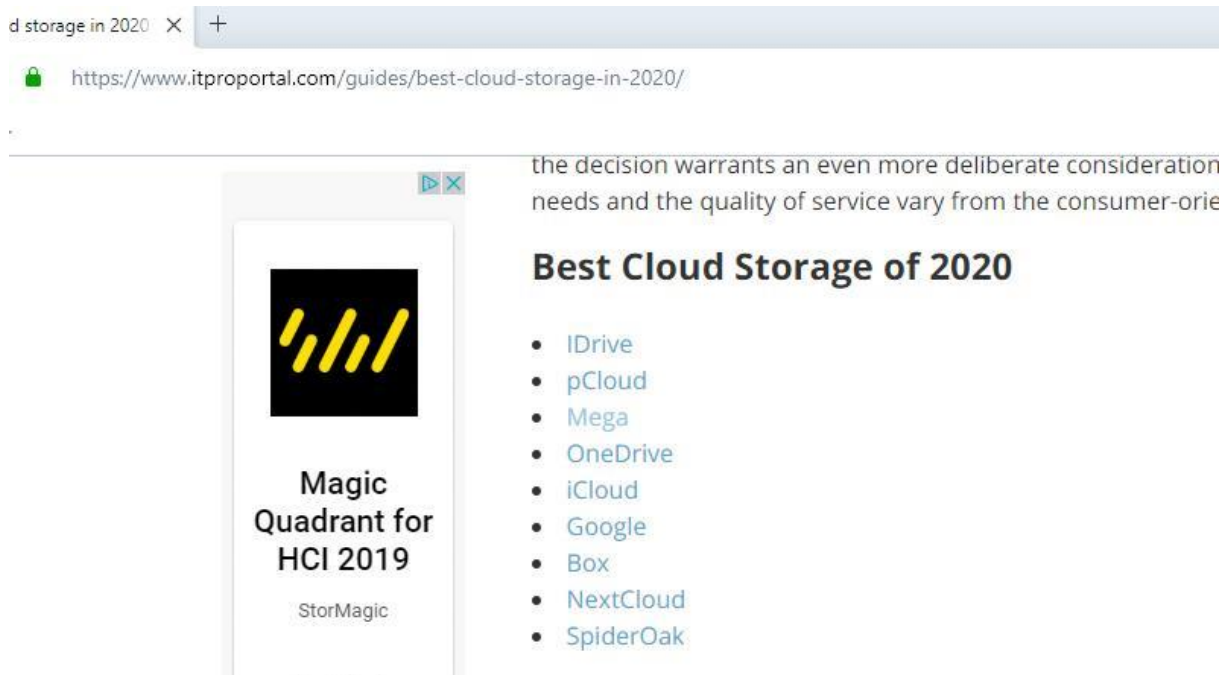 d storage in 2020
https://www.itproportal.com/guides/best-cloud-storage-in-2020/
the decision warrants an even more deliberate consideration
needs and the quality of service vary from the consumer-orie
Best Cloud Storage of 2020
IDrive
pCloud
Mega
OneDrive
iCloud
Google
Box
NextCloud
SpiderOak
Magic
Quadrant for
HCI 2019
StorMagic